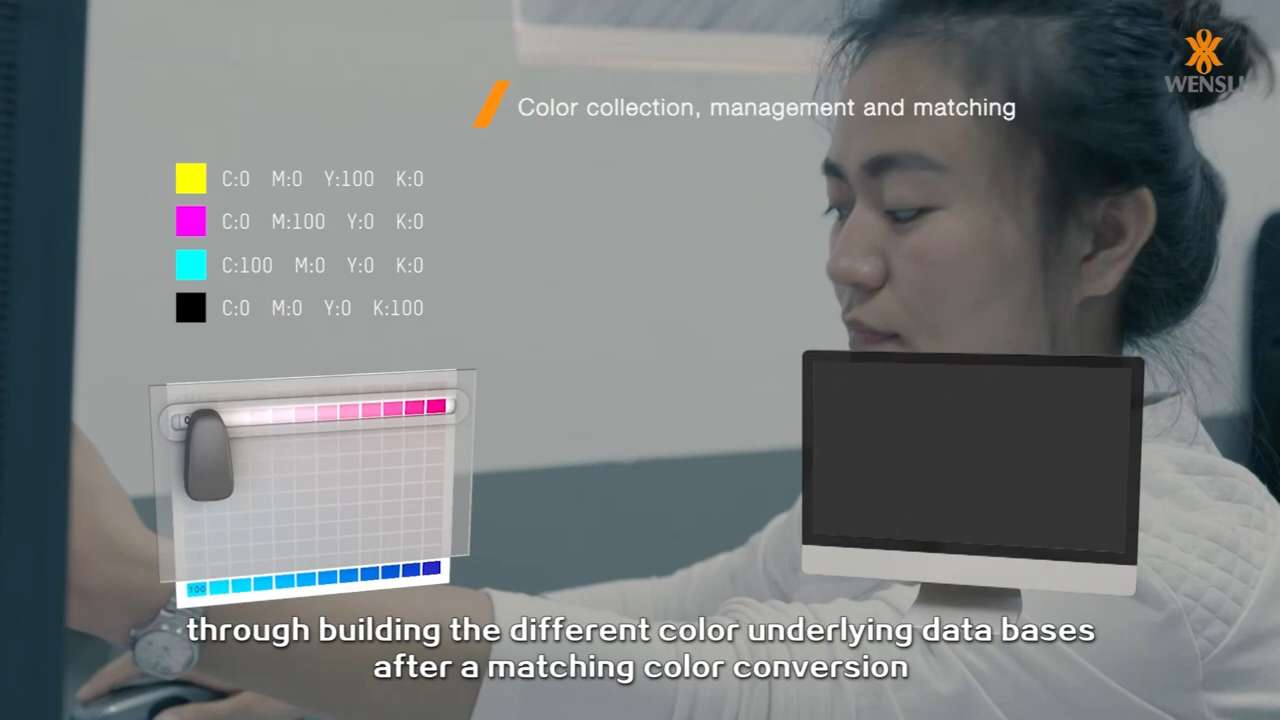 WENSLI
Color collection, management and matching
C:0 M:0 Y:100 K:0
C:0 M:100 Y:0 K:0
C:100 M:0 Y:0 K:0
C:0 M:0 Y:0 K:100
100
through building the different color underlying data bases
after a matching color conversion